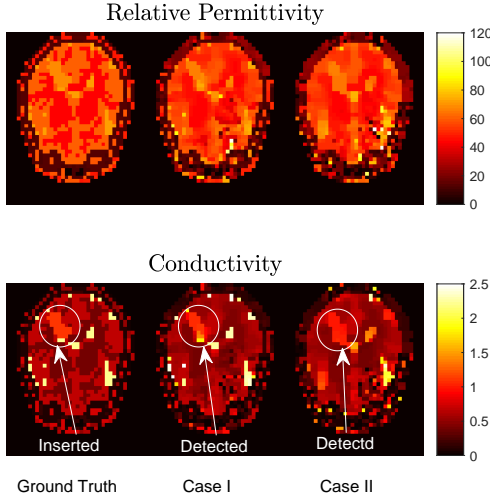 Relative Permittivity
120
100
80
60
40
20
0
Conductivity
2.5
2
1.5
1
0.5
0
Inserted
Detected
Detectd
Ground Truth
Case I
Case II